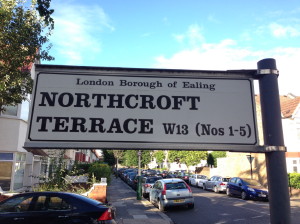 London Borough of Ealing
NORTHCROFT
TERRACE W13 (Nos 1-5)